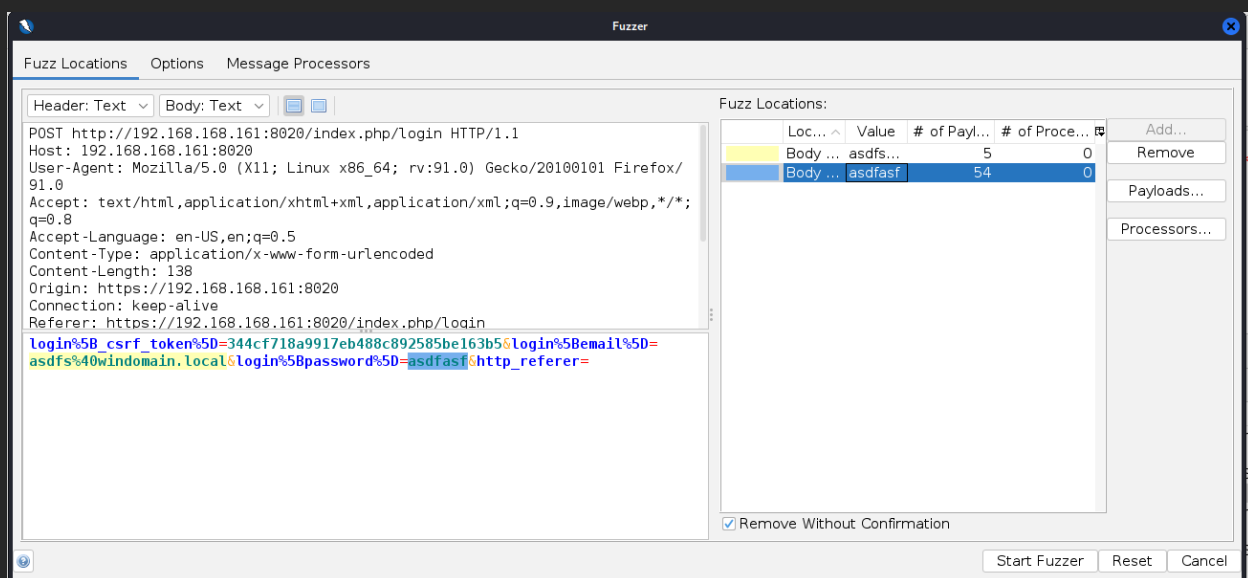 Fuzzer
Fuzz Locations Options Message Processors
Header: Text Body: Text
POST http://192.168.168.161:8020/index.php/login HTTP/1.1
Host: 192.168.168.161:8020
User-Agent: Mozilla/5.0 (X11; Linux x86_64; rv:91.0) Gecko/20100101 Firefox/
91.0
Accept: text/html,application/xhtml+xml,application/xml;q=0.9,image/webp,*/*;
q=0.8
Accept-Language: en-US,en;q=0.5
Content-Type: application/x-www-form-urlencoded
Content-Length: 138
Origin: https://192.168.168.161:8020
Connection: keep-alive
Referer: https://192.168.168.161:8020/index.php/login
login%5B_csrf_token%5D=344cf718a9917eb488c892585be163b5&login%5Bemail%5D=
asdfs%40windomain.local&login%5Bpassword%5D=asdfasf&http_referer=
Fuzz Locations:
Loc... Value # of Payl... # of Proce...
Body ... asdfs... 5 0
Body ... asdfasf 54 0
Add...
Remove
Payloads...
Processors...
Remove Without Confirmation
Start Fuzzer Reset Cancel